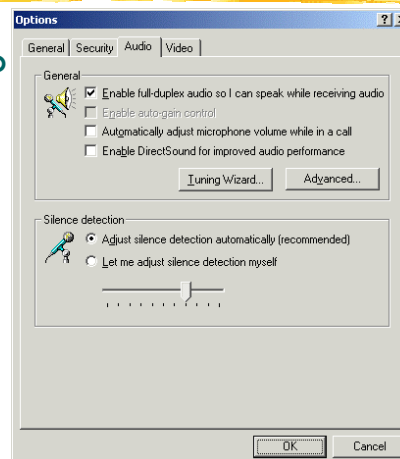 Options
General Security Audio Video
General
Enable full-duplex audio so I can speak while receiving audio
Enable auto-gain control
Automatically adjust microphone volume while in a call
Enable DirectSound for improved audio performance
Tuning Wizard... Advanced...
Silence detection
Adjust silence detection automatically (recommended)
Let me adjust silence detection myself
OK Cancel